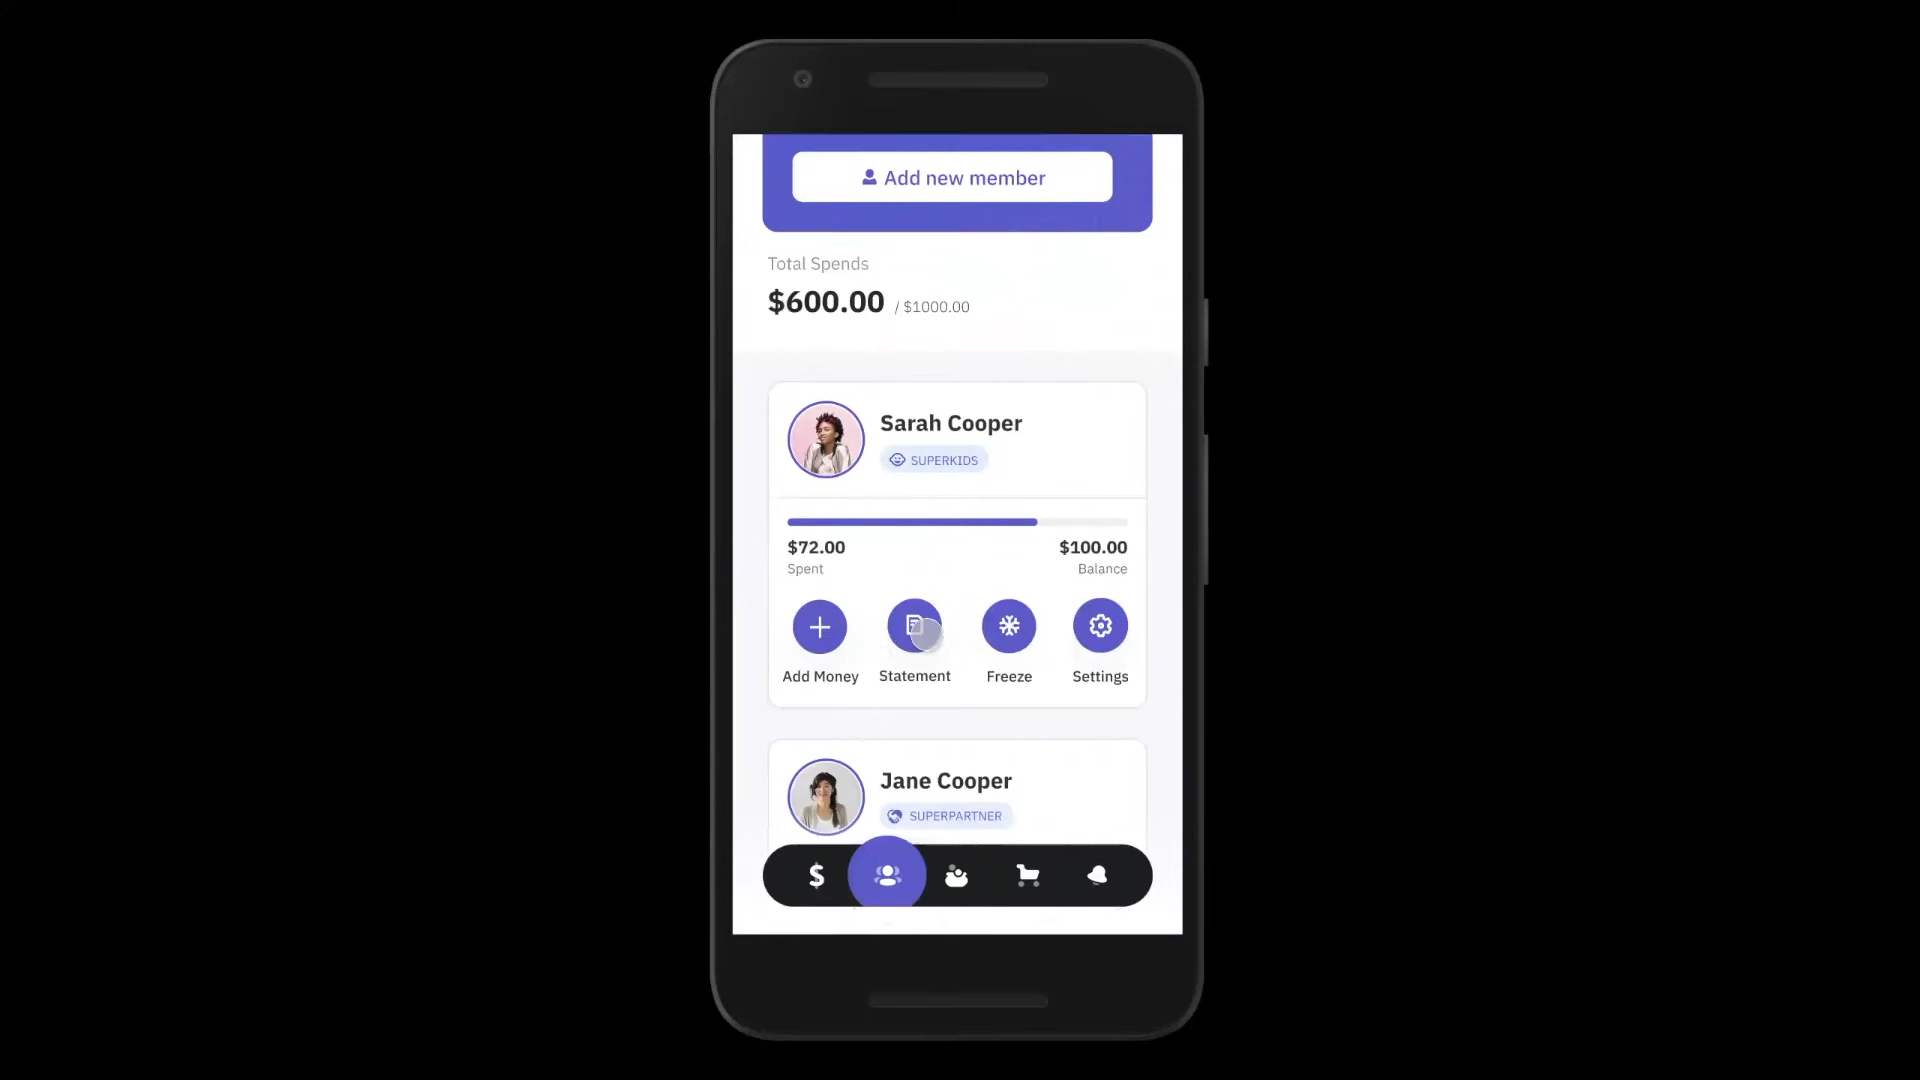 Add new member
Total Spends
$600.00 / $1000.00
Sarah Cooper
SUPERKIDS
$72.00 $100.00
Spent Balance
Add Money Statement Freeze Settings
Jane Cooper
SUPERPARTNER